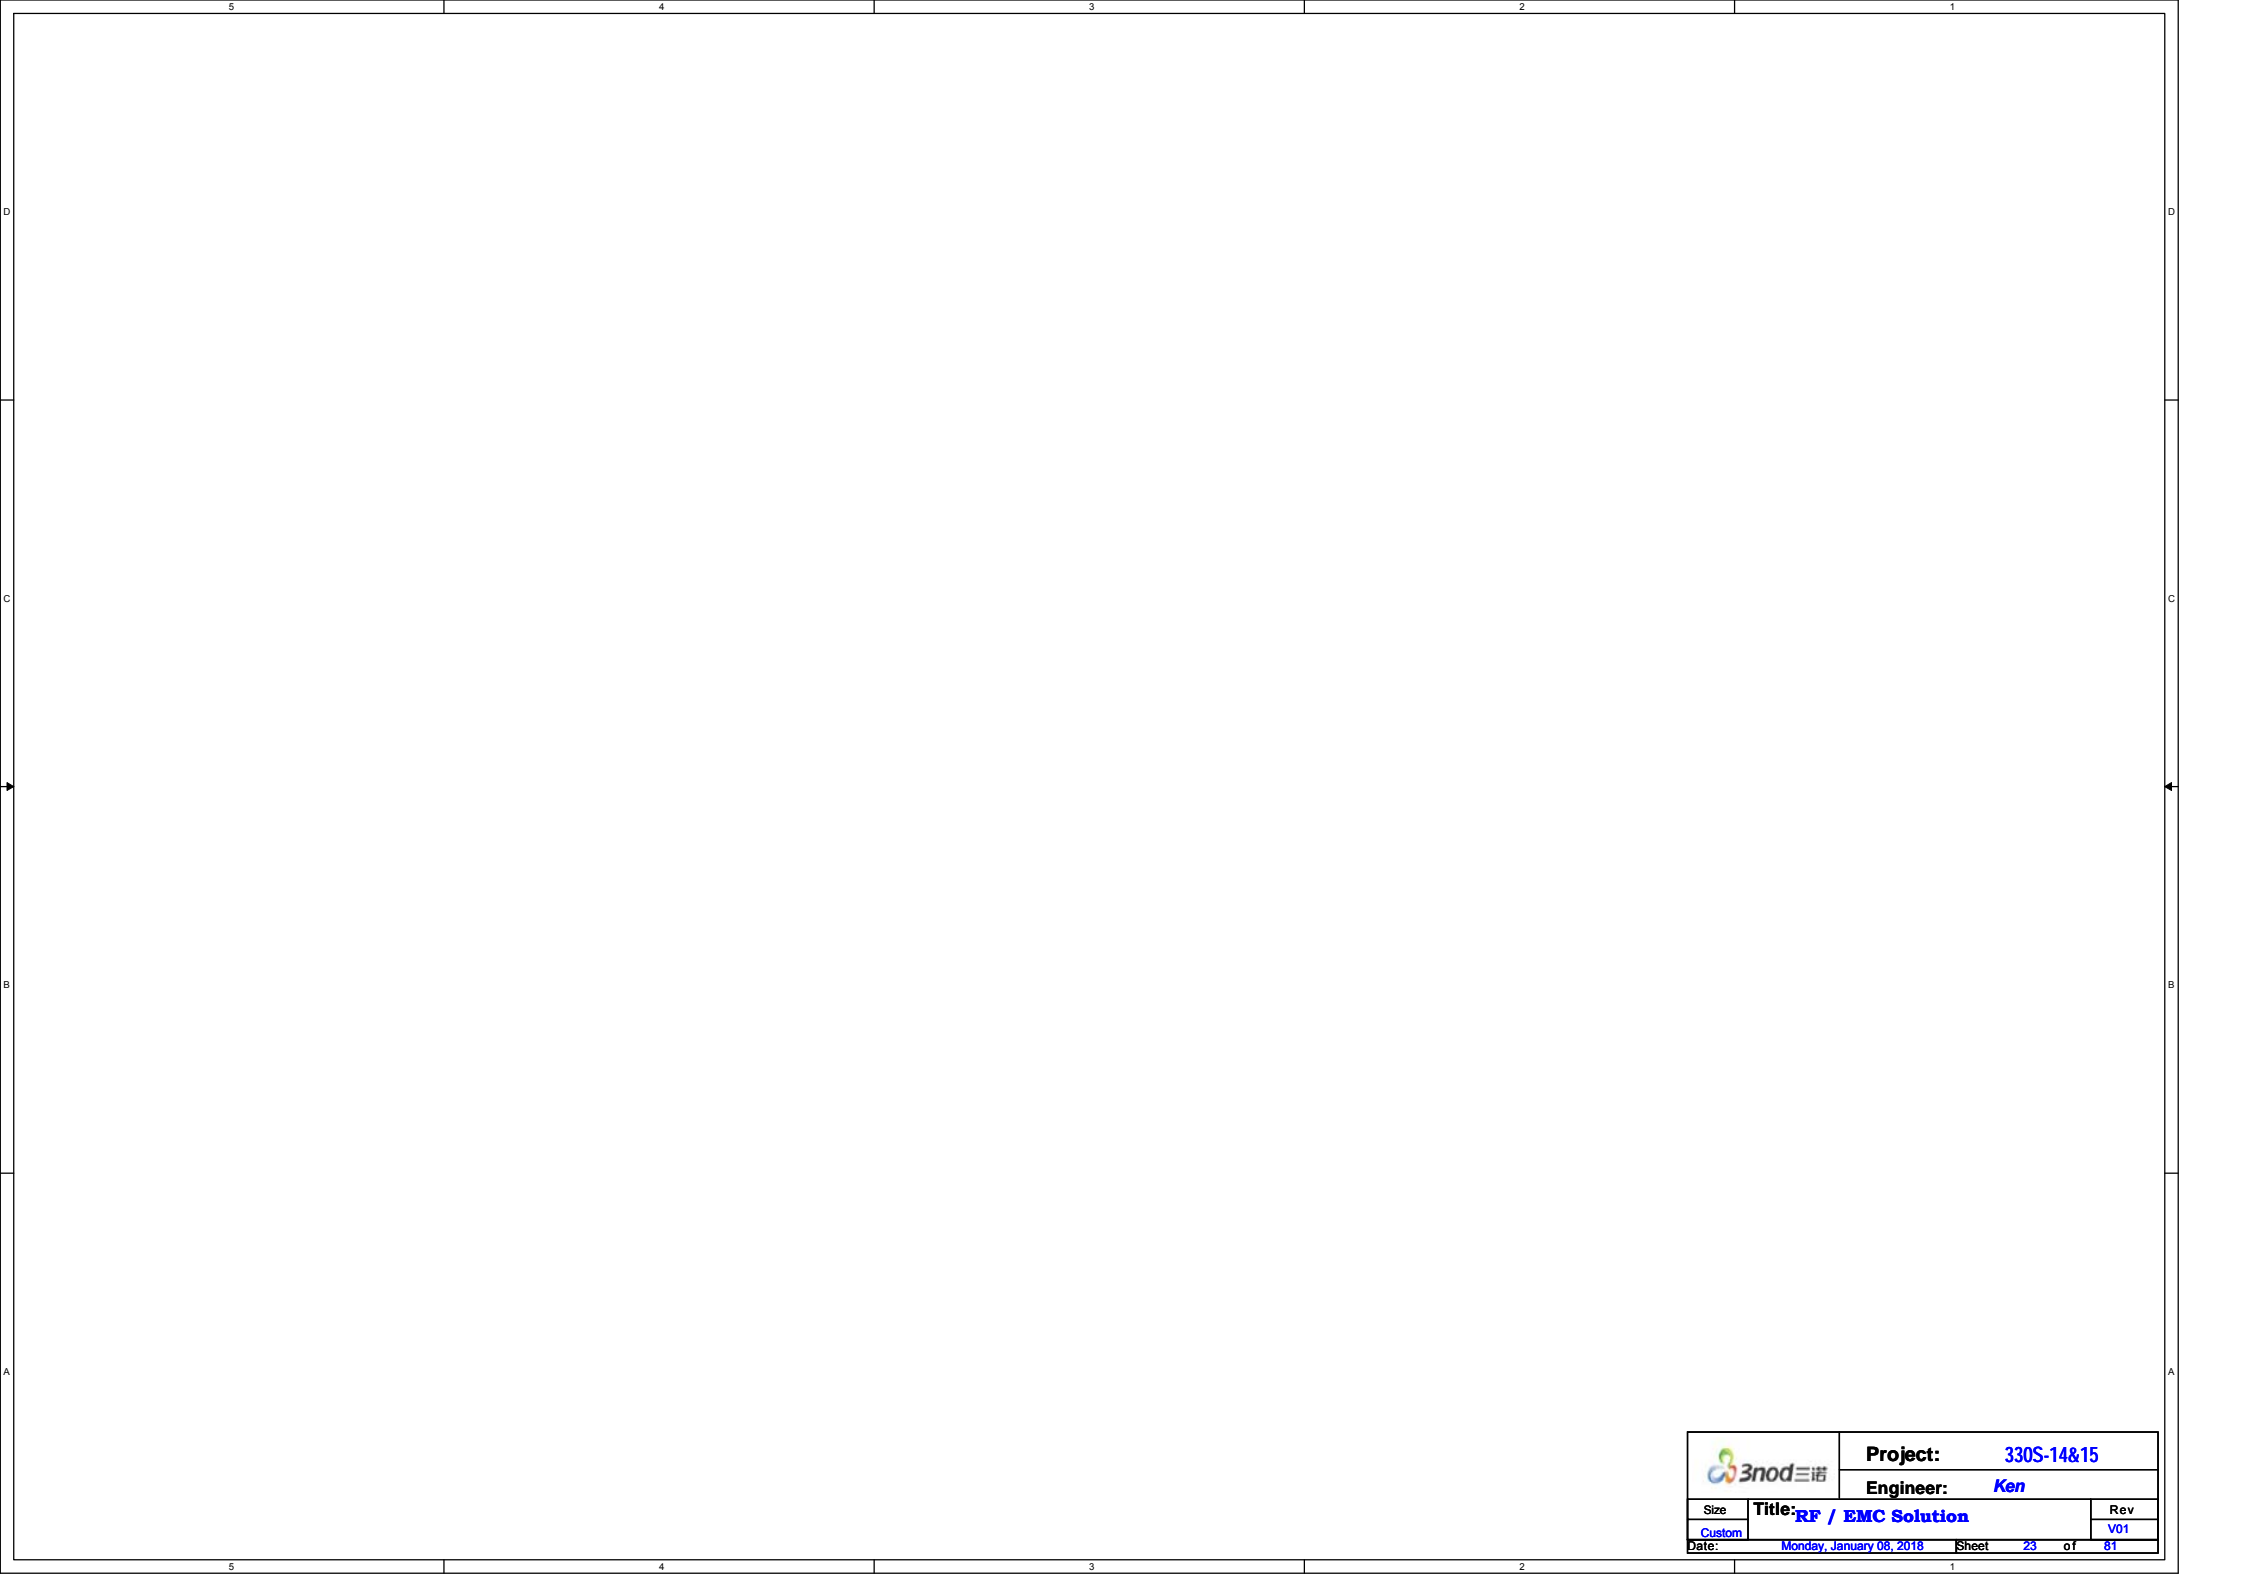 5 4 3 2 1
D D
C C
B B
A A
3nod三诺
Project: 330S-14&15
Engineer: Ken
Size Title: RF / EMC Solution Rev
Custom V01
Date: Monday, January 08, 2018 Sheet 23 of 81
5 4 3 2 1